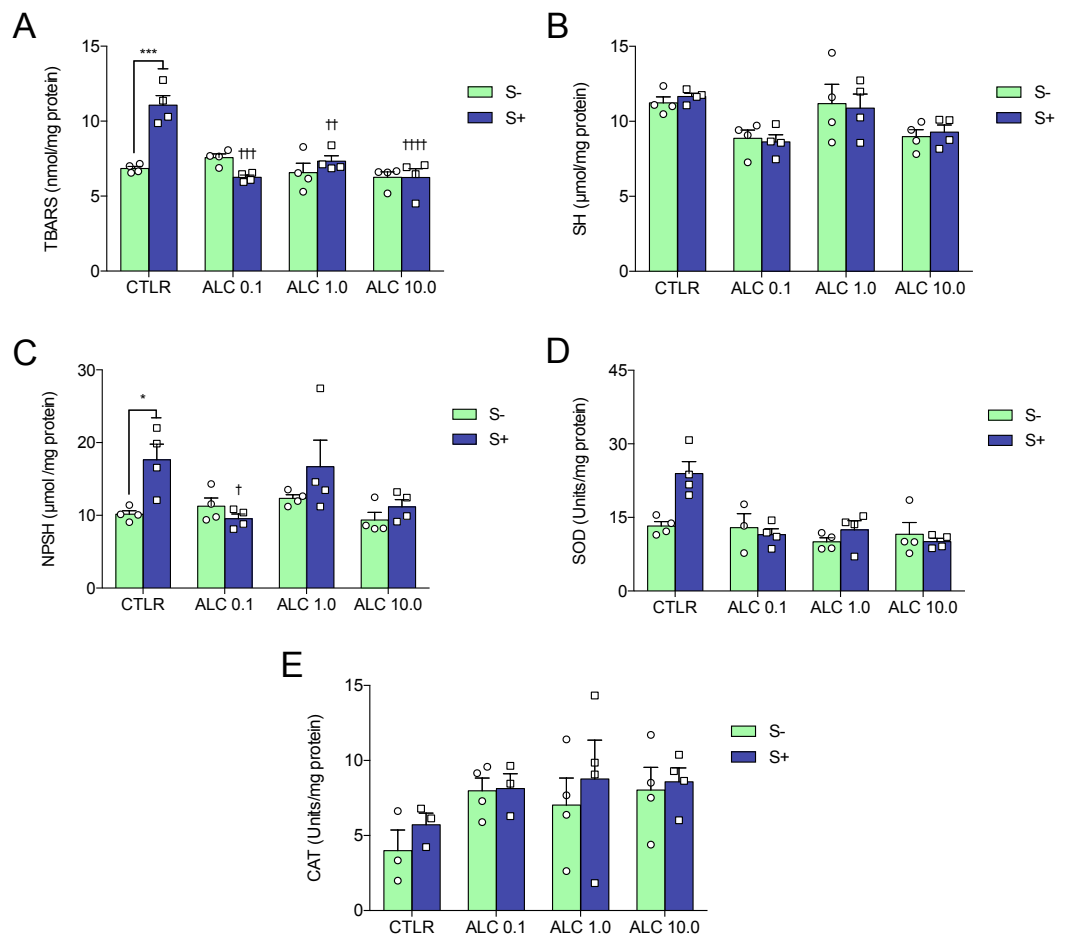 A
TBARS (nmol/mg protein)
15
10
5
0
***
†††
††
††††
CTLR
ALC 0.1
ALC 1.0
ALC 10.0
S-
S+
B
SH (μmol/mg protein)
15
10
5
0
CTLR
ALC 0.1
ALC 1.0
ALC 10.0
S-
S+
C
NPSH (μmol /mg protein)
30
20
10
0
*
†
CTLR
ALC 0.1
ALC 1.0
ALC 10.0
S-
S+
D
SOD (Units/mg protein)
45
30
15
0
CTLR
ALC 0.1
ALC 1.0
ALC 10.0
S-
S+
E
CAT (Units/mg protein)
15
10
5
0
CTLR
ALC 0.1
ALC 1.0
ALC 10.0
S-
S+